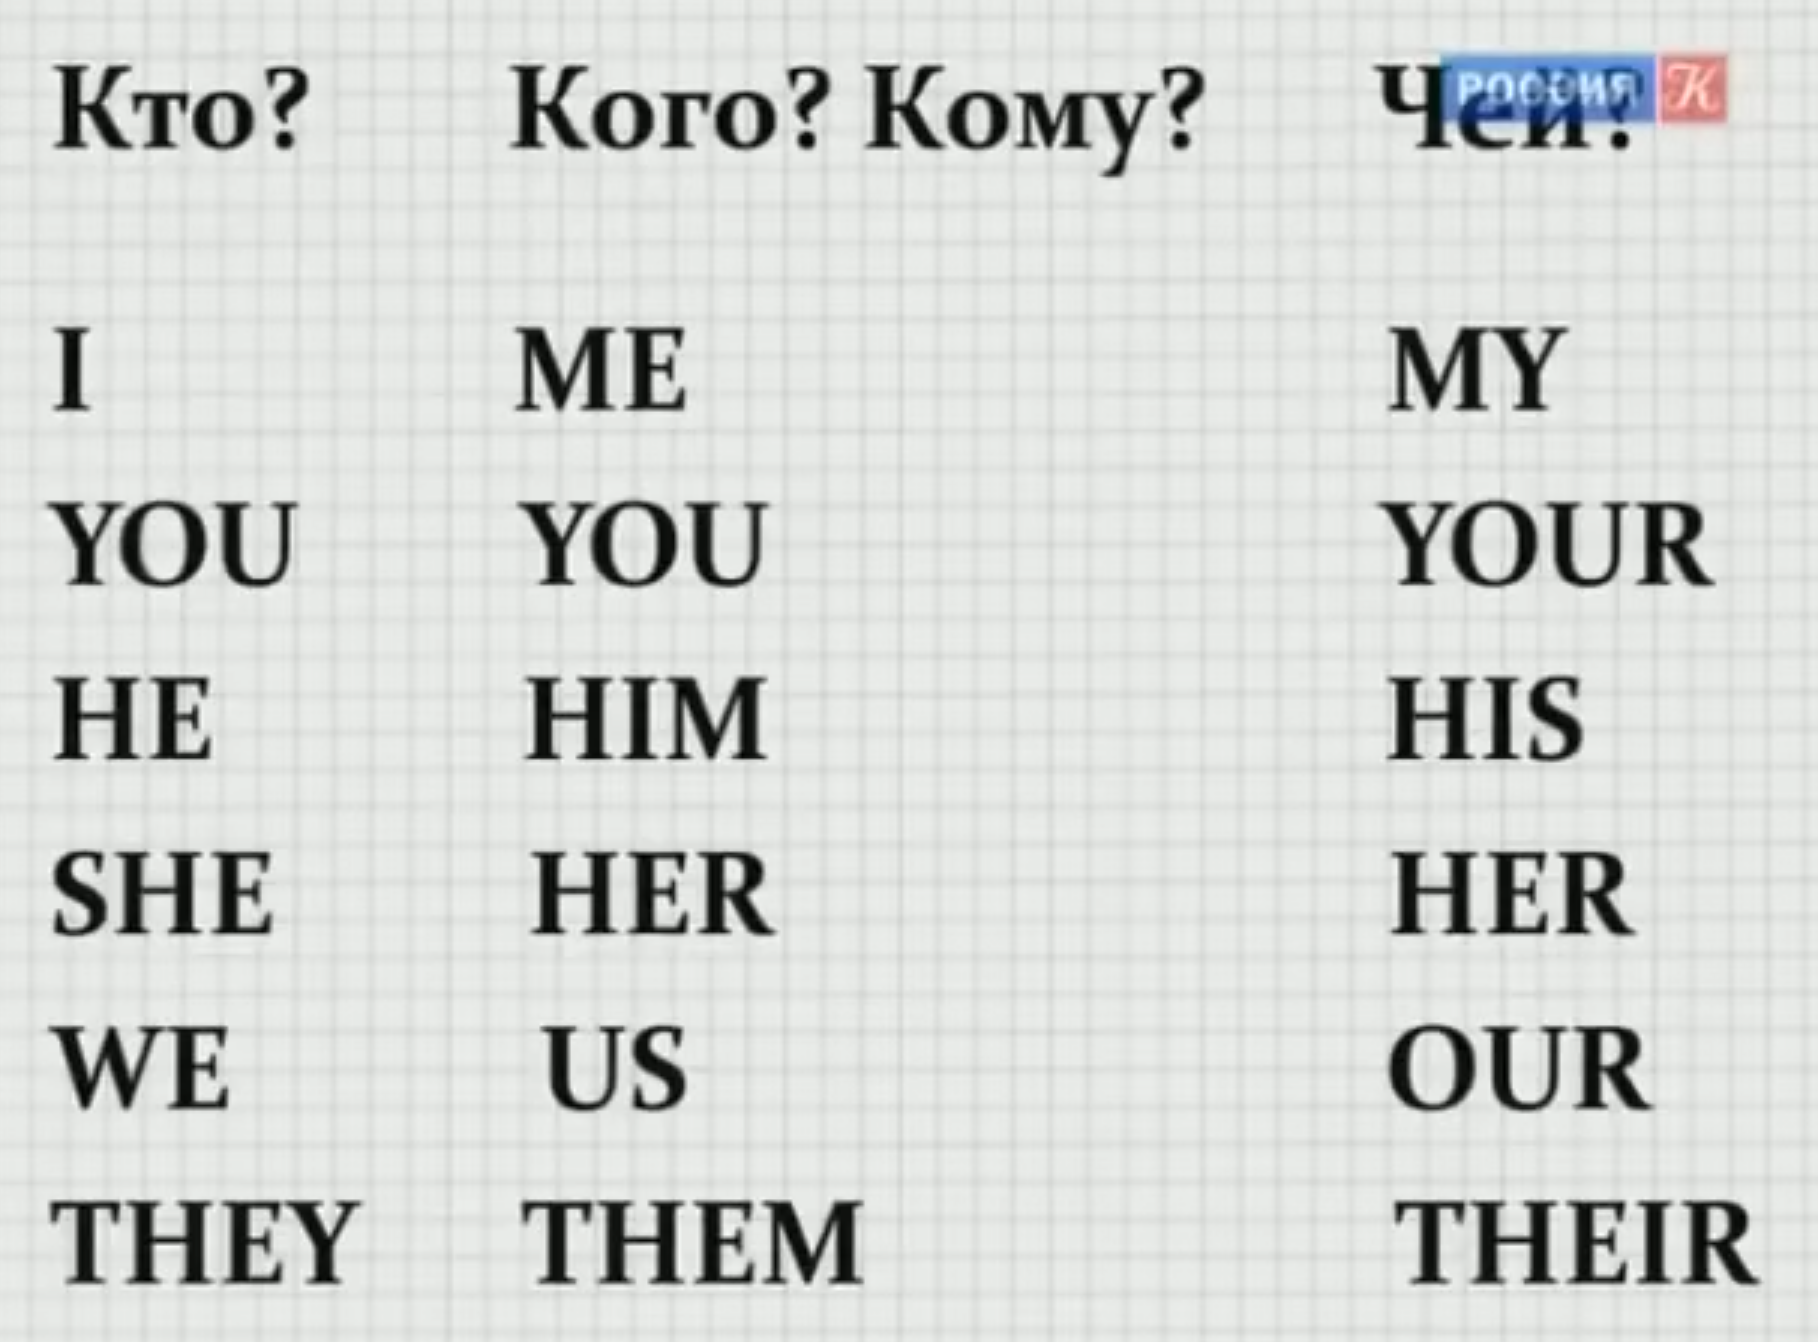 Кто? Кого? Кому? Чей?
РОССИЯ К
I ME MY
YOU YOU YOUR
HE HIM HIS
SHE HER HER
WE US OUR
THEY THEM THEIR